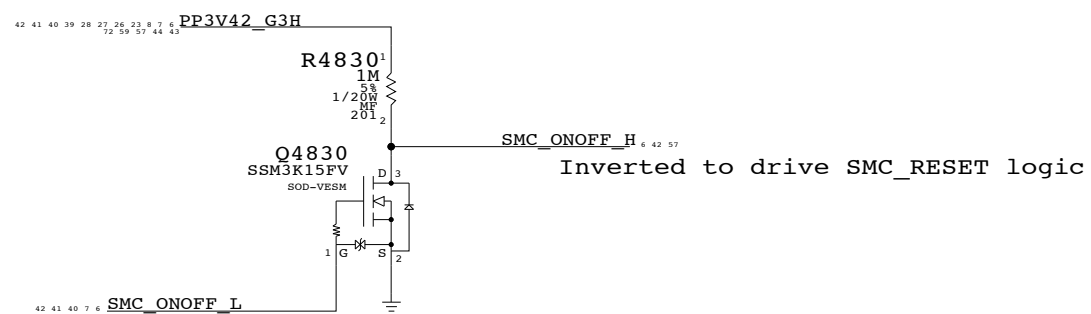 42 41 40 39 28 27 26 23 8 7 6 PP3V42_G3H
72 59 57 44 43
R4830 1
1M
5%
1/20W
MF
201 2
SMC_ONOFF_H 6 42 57
Inverted to drive SMC_RESET logic
Q4830
SSM3K15FV
SOD-VESM
D 3
1 G S 2
42 41 40 7 6 SMC_ONOFF_L